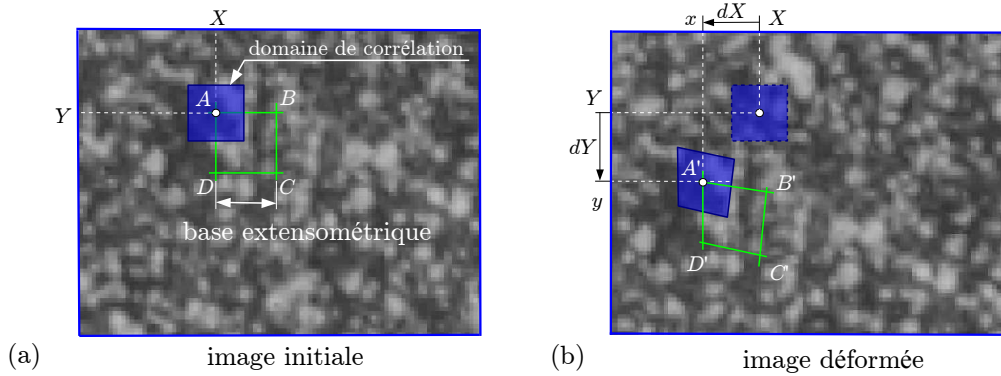 X
domaine de corrélation
Y
A
B
D
C
base extensométrique
(a)
image initiale
x
dX
X
Y
dY
y
A'
B'
D'
C'
(b)
image déformée